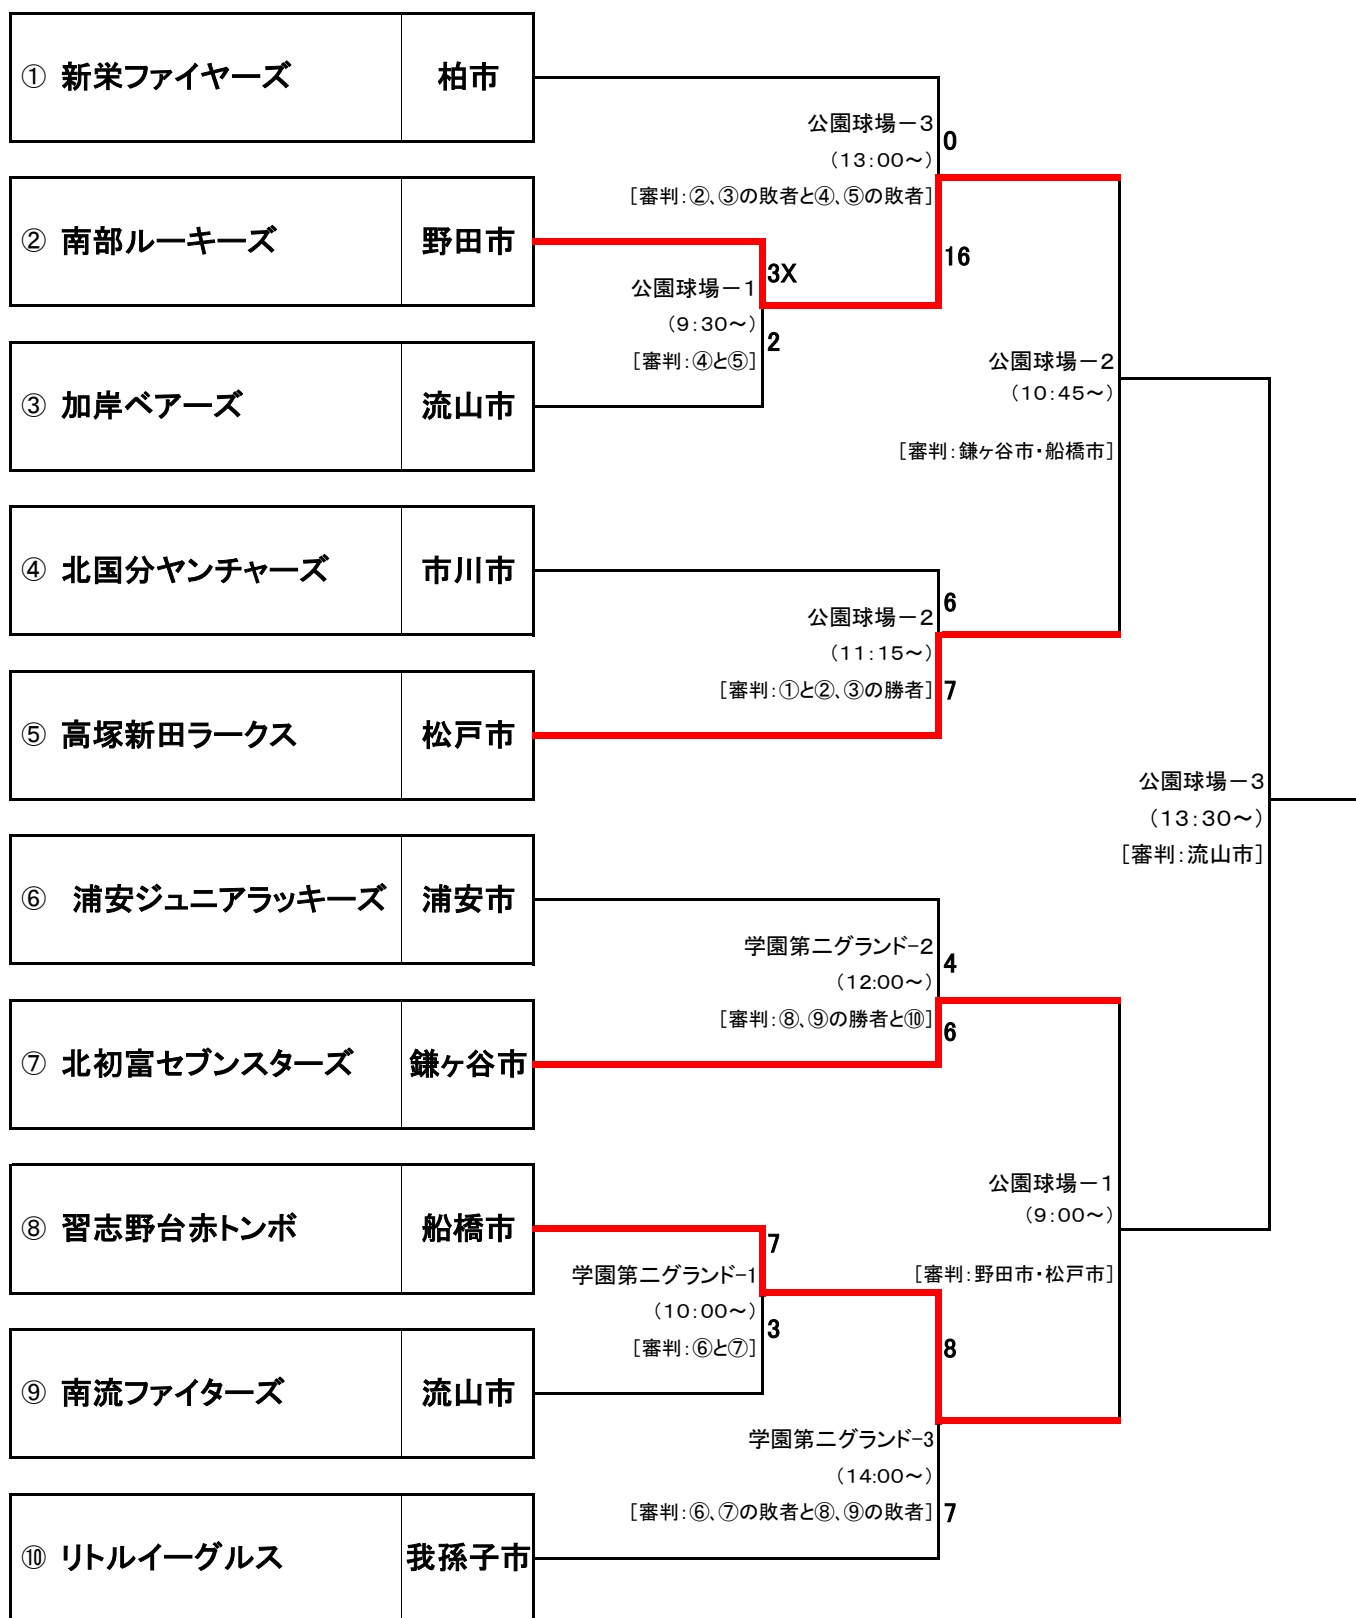 ① 新栄ファイヤーズ 柏市
公園球場－3
(13:00～)
0
[審判:②、③の敗者と④、⑤の敗者]
② 南部ルーキーズ 野田市
16
3X
公園球場－1
(9:30～)
2
[審判:④と⑤]
公園球場－2
(10:45～)
③ 加岸ベアーズ 流山市
[審判:鎌ヶ谷市・船橋市]
④ 北国分ヤンチャーズ 市川市
6
公園球場－2
(11:15～)
[審判:①と②、③の勝者]
7
⑤ 高塚新田ラークス 松戸市
公園球場－3
(13:30～)
[審判:流山市]
⑥ 浦安ジュニアラッキーズ 浦安市
学園第二グランド-2
4
(12:00～)
[審判:⑧、⑨の勝者と⑩]
6
⑦ 北初富セブンスターズ 鎌ヶ谷市
公園球場－1
(9:00～)
⑧ 習志野台赤トンボ 船橋市
7
学園第二グランド-1
[審判:野田市・松戸市]
(10:00～)
3
[審判:⑥と⑦]
8
⑨ 南流ファイターズ 流山市
学園第二グランド-3
(14:00～)
[審判:⑥、⑦の敗者と⑧、⑨の敗者]
7
⑩ リトルイーグルス 我孫子市